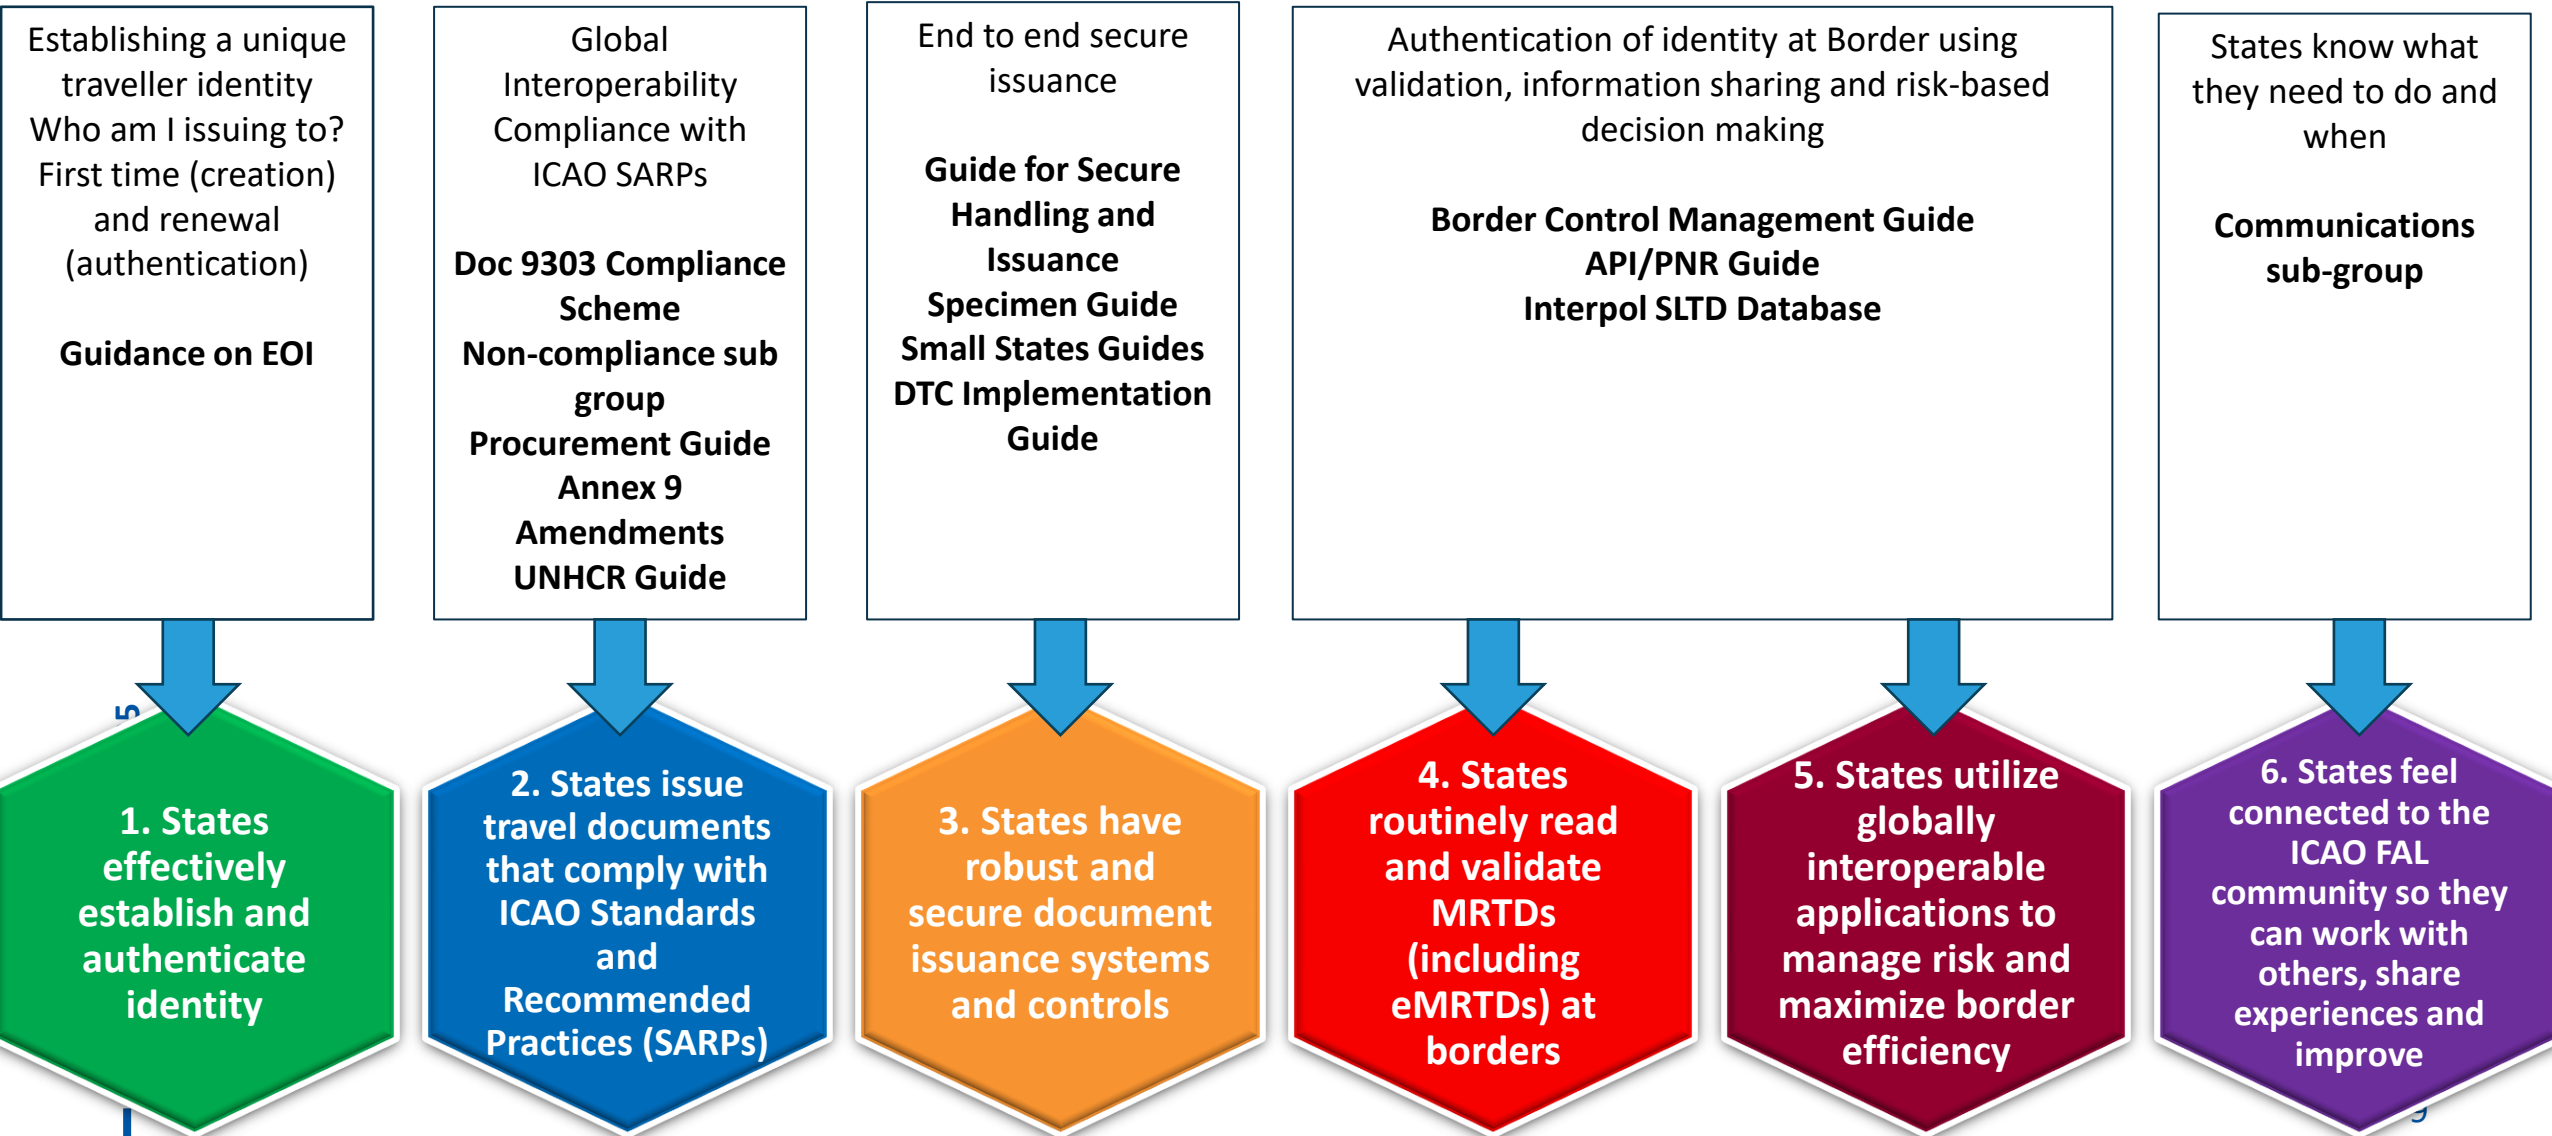 Establishing a unique
traveller identity
Who am I issuing to?
First time (creation)
and renewal
(authentication)
Guidance on EOI
Global
Interoperability
Compliance with
ICAO SARPs
Doc 9303 Compliance
Scheme
Non-compliance sub
group
Procurement Guide
Annex 9
Amendments
UNHCR Guide
End to end secure
issuance
Guide for Secure
Handling and
Issuance
Specimen Guide
Small States Guides
DTC Implementation
Guide
Authentication of identity at Border using
validation, information sharing and risk-based
decision making
Border Control Management Guide
API/PNR Guide
Interpol SLTD Database
States know what
they need to do and
when
Communications
sub-group
5
1. States
effectively
establish and
authenticate
identity
2. States issue
travel documents
that comply with
ICAO Standards
and
Recommended
Practices (SARPs)
3. States have
robust and
secure document
issuance systems
and controls
4. States
routinely read
and validate
MRTDs
(including
eMRTDs) at
borders
5. States utilize
globally
interoperable
applications to
manage risk and
maximize border
efficiency
6. States feel
connected to the
ICAO FAL
community so they
can work with
others, share
experiences and
improve